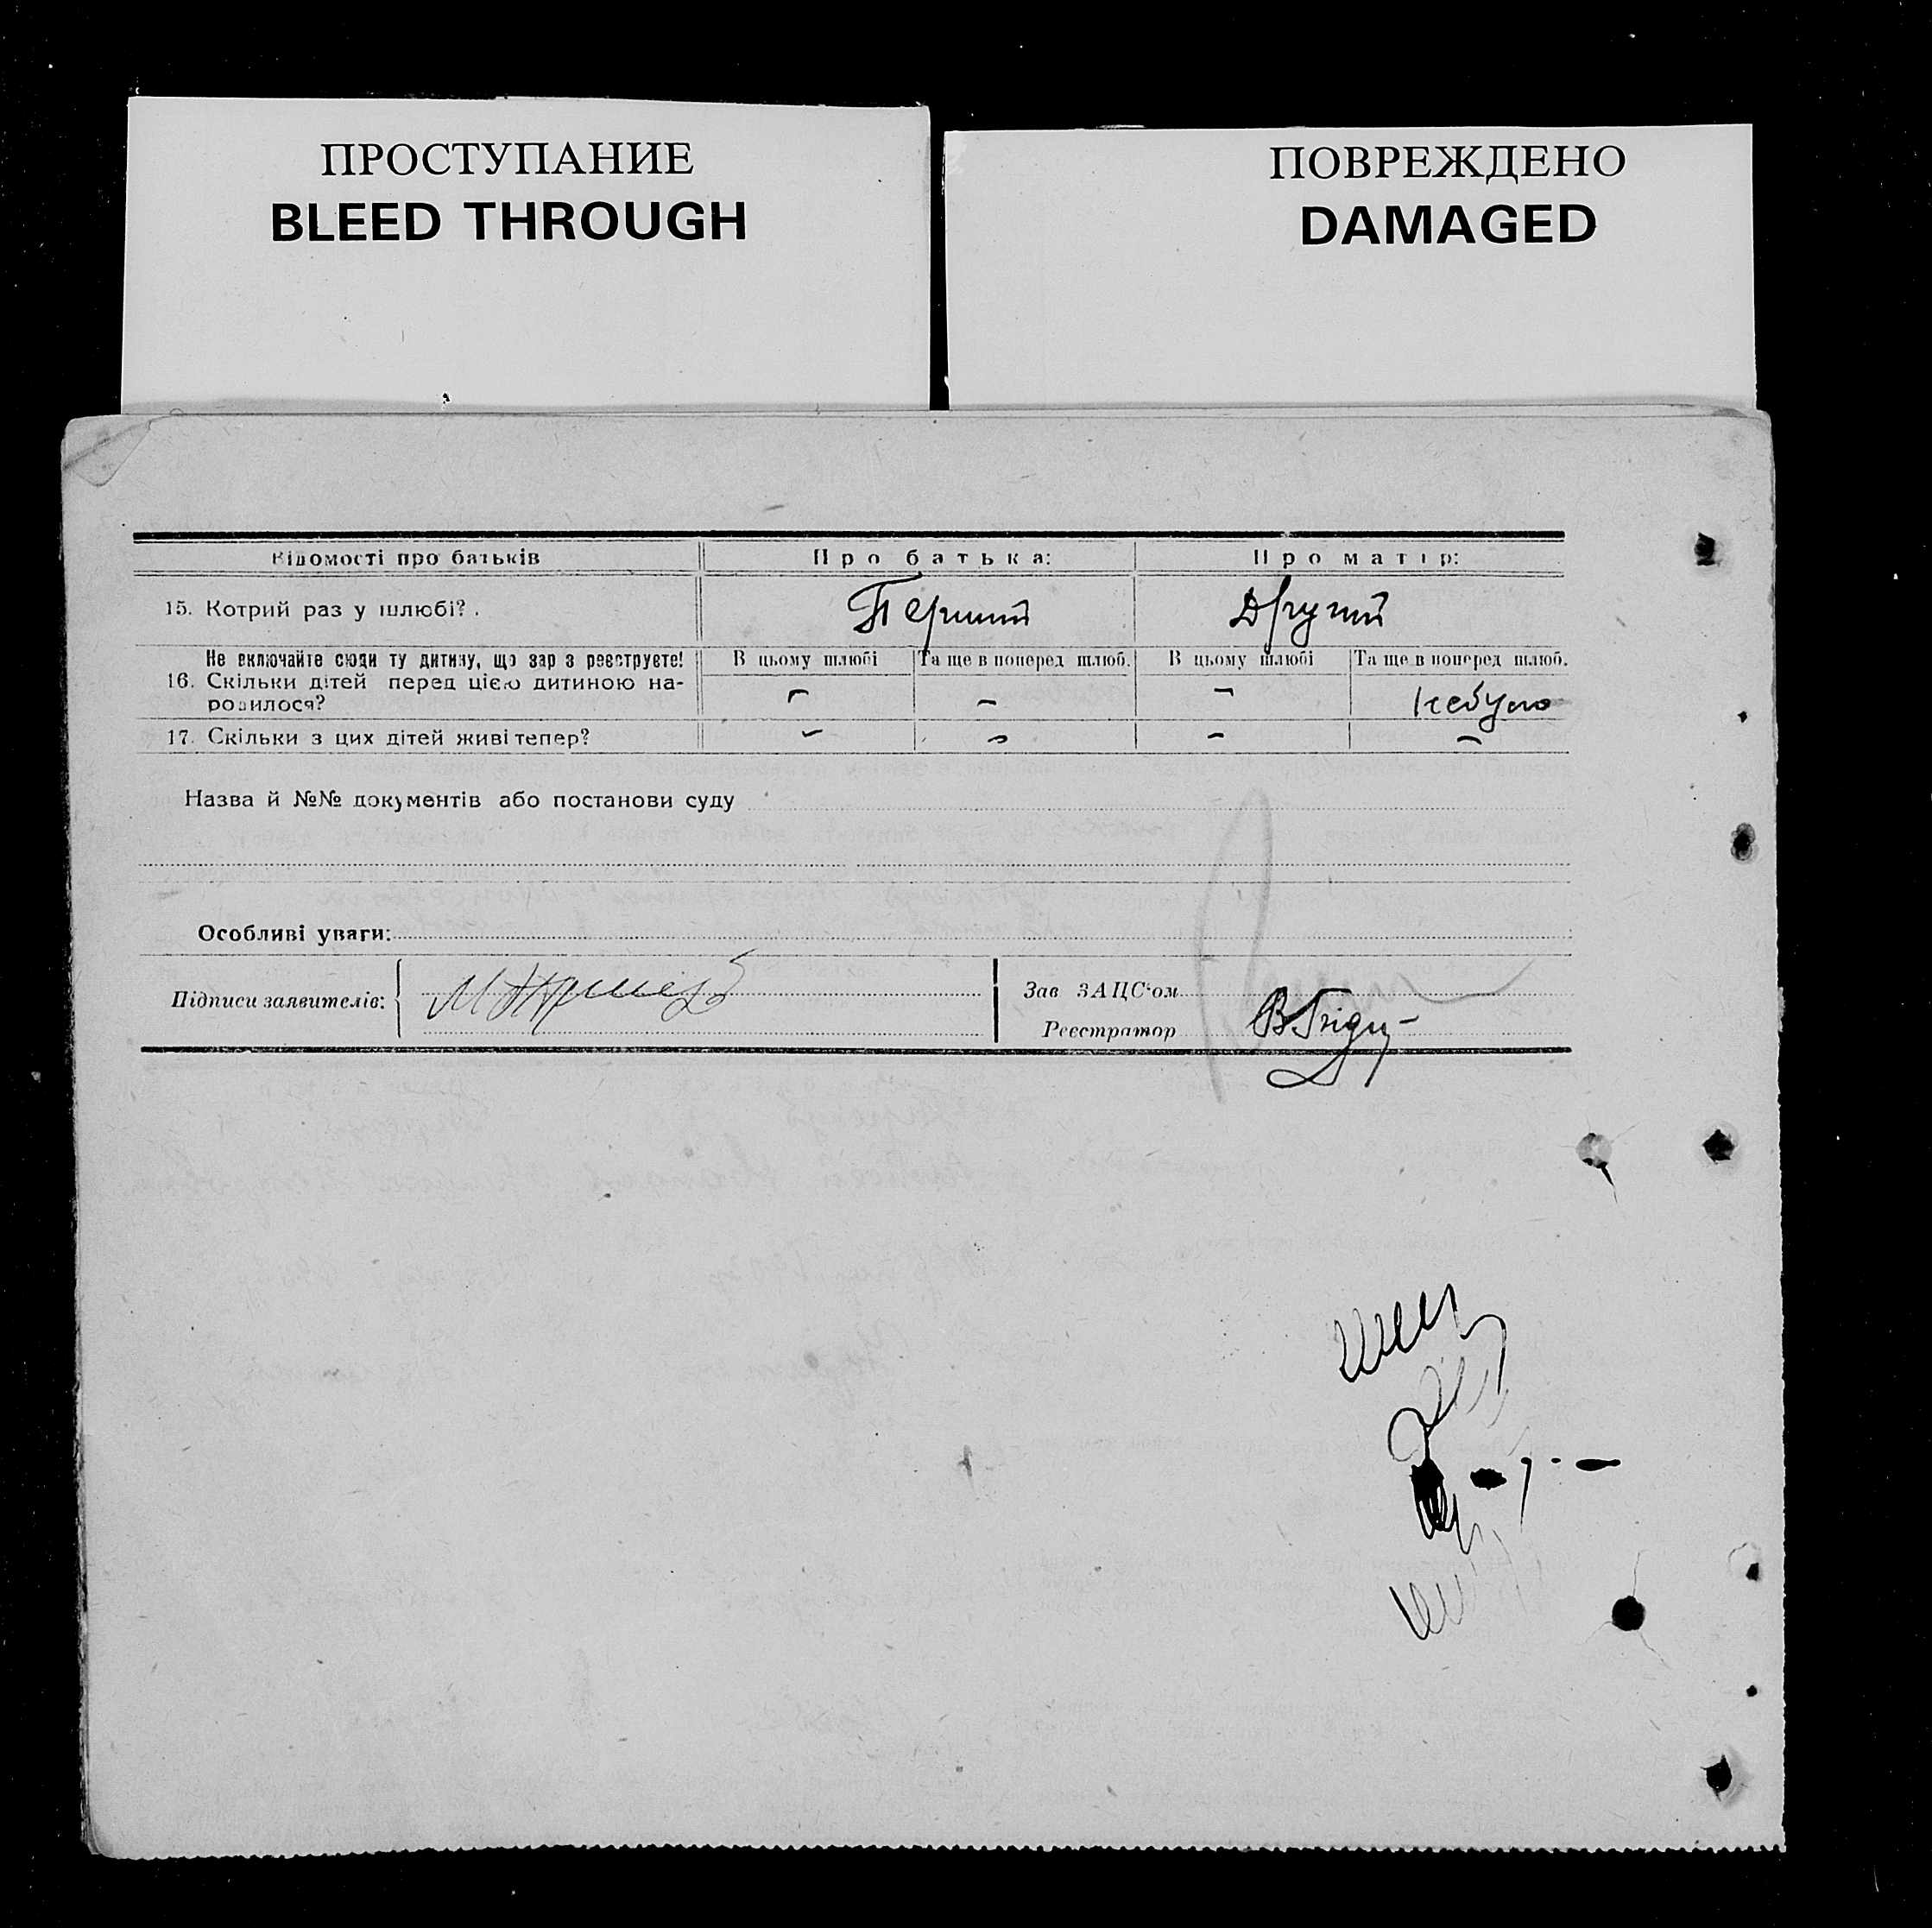 ПРОСТУПАНИЕ
BLEED THROUGH
ПОВРЕЖДЕНО
DAMAGED
Відомості про батьків Про батька: Про матір:
15. Котрий раз у шлюбі? . Перший Другий
Не включайте сюди ту дитину, що зар з реєструєте! В цьому шлюбі Та ще в поперед шлюб. В цьому шлюбі Та ще в поперед шлюб.
16. Скільки дітей перед цією дитиною на- – – – небуло
родилося?
17. Скільки з цих дітей живі тепер? – – – –
Назва й №№ документів або постанови суду
Особливі уваги:
Підписи заявителів:
Зав ЗАЦС'ом
Реєстратор